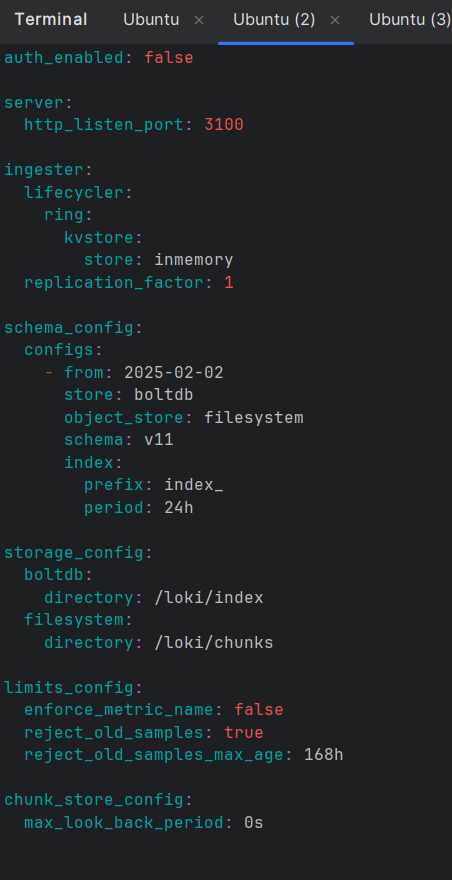 Terminal Ubuntu × Ubuntu (2) × Ubuntu (3)
auth_enabled: false
server:
  http_listen_port: 3100
ingester:
  lifecycler:
    ring:
      kvstore:
        store: inmemory
  replication_factor: 1
schema_config:
  configs:
    - from: 2025-02-02
      store: boltdb
      object_store: filesystem
      schema: v11
      index:
        prefix: index_
        period: 24h
storage_config:
  boltdb:
    directory: /loki/index
  filesystem:
    directory: /loki/chunks
limits_config:
  enforce_metric_name: false
  reject_old_samples: true
  reject_old_samples_max_age: 168h
chunk_store_config:
  max_look_back_period: 0s